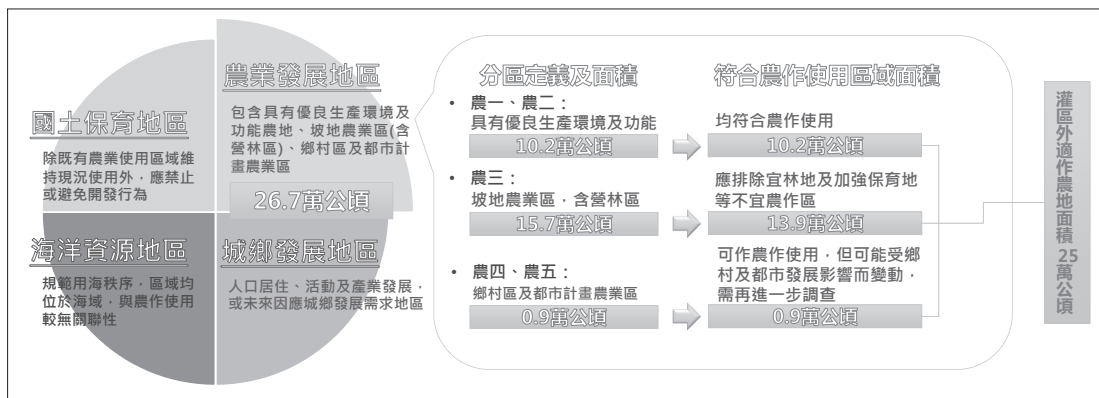 國土保育地區
除既有農業使用區域維
持現況使用外，應禁止
或避免開發行為
農業發展地區
包含具有優良生產環境及
功能農地、坡地農業區(含
營林區)、鄉村區及都市計
畫農業區
26.7萬公頃
海洋資源地區
規範用海秩序，區域均
位於海域，與農作使用
較無關聯性
城鄉發展地區
人口居住、活動及產業發展，
或未來因應城鄉發展需求地區
分區定義及面積
• 農一、農二：
具有優良生產環境及功能
10.2萬公頃
• 農三：
坡地農業區，含營林區
15.7萬公頃
• 農四、農五：
鄉村區及都市計畫農業區
0.9萬公頃
符合農作使用區域面積
均符合農作使用
10.2萬公頃
應排除宜林地及加強保育地
等不宜農作區
13.9萬公頃
可作農作使用，但可能受鄉
村及都市發展影響而變動，
需再進一步調查
0.9萬公頃
灌區外適作農地面積25萬公頃